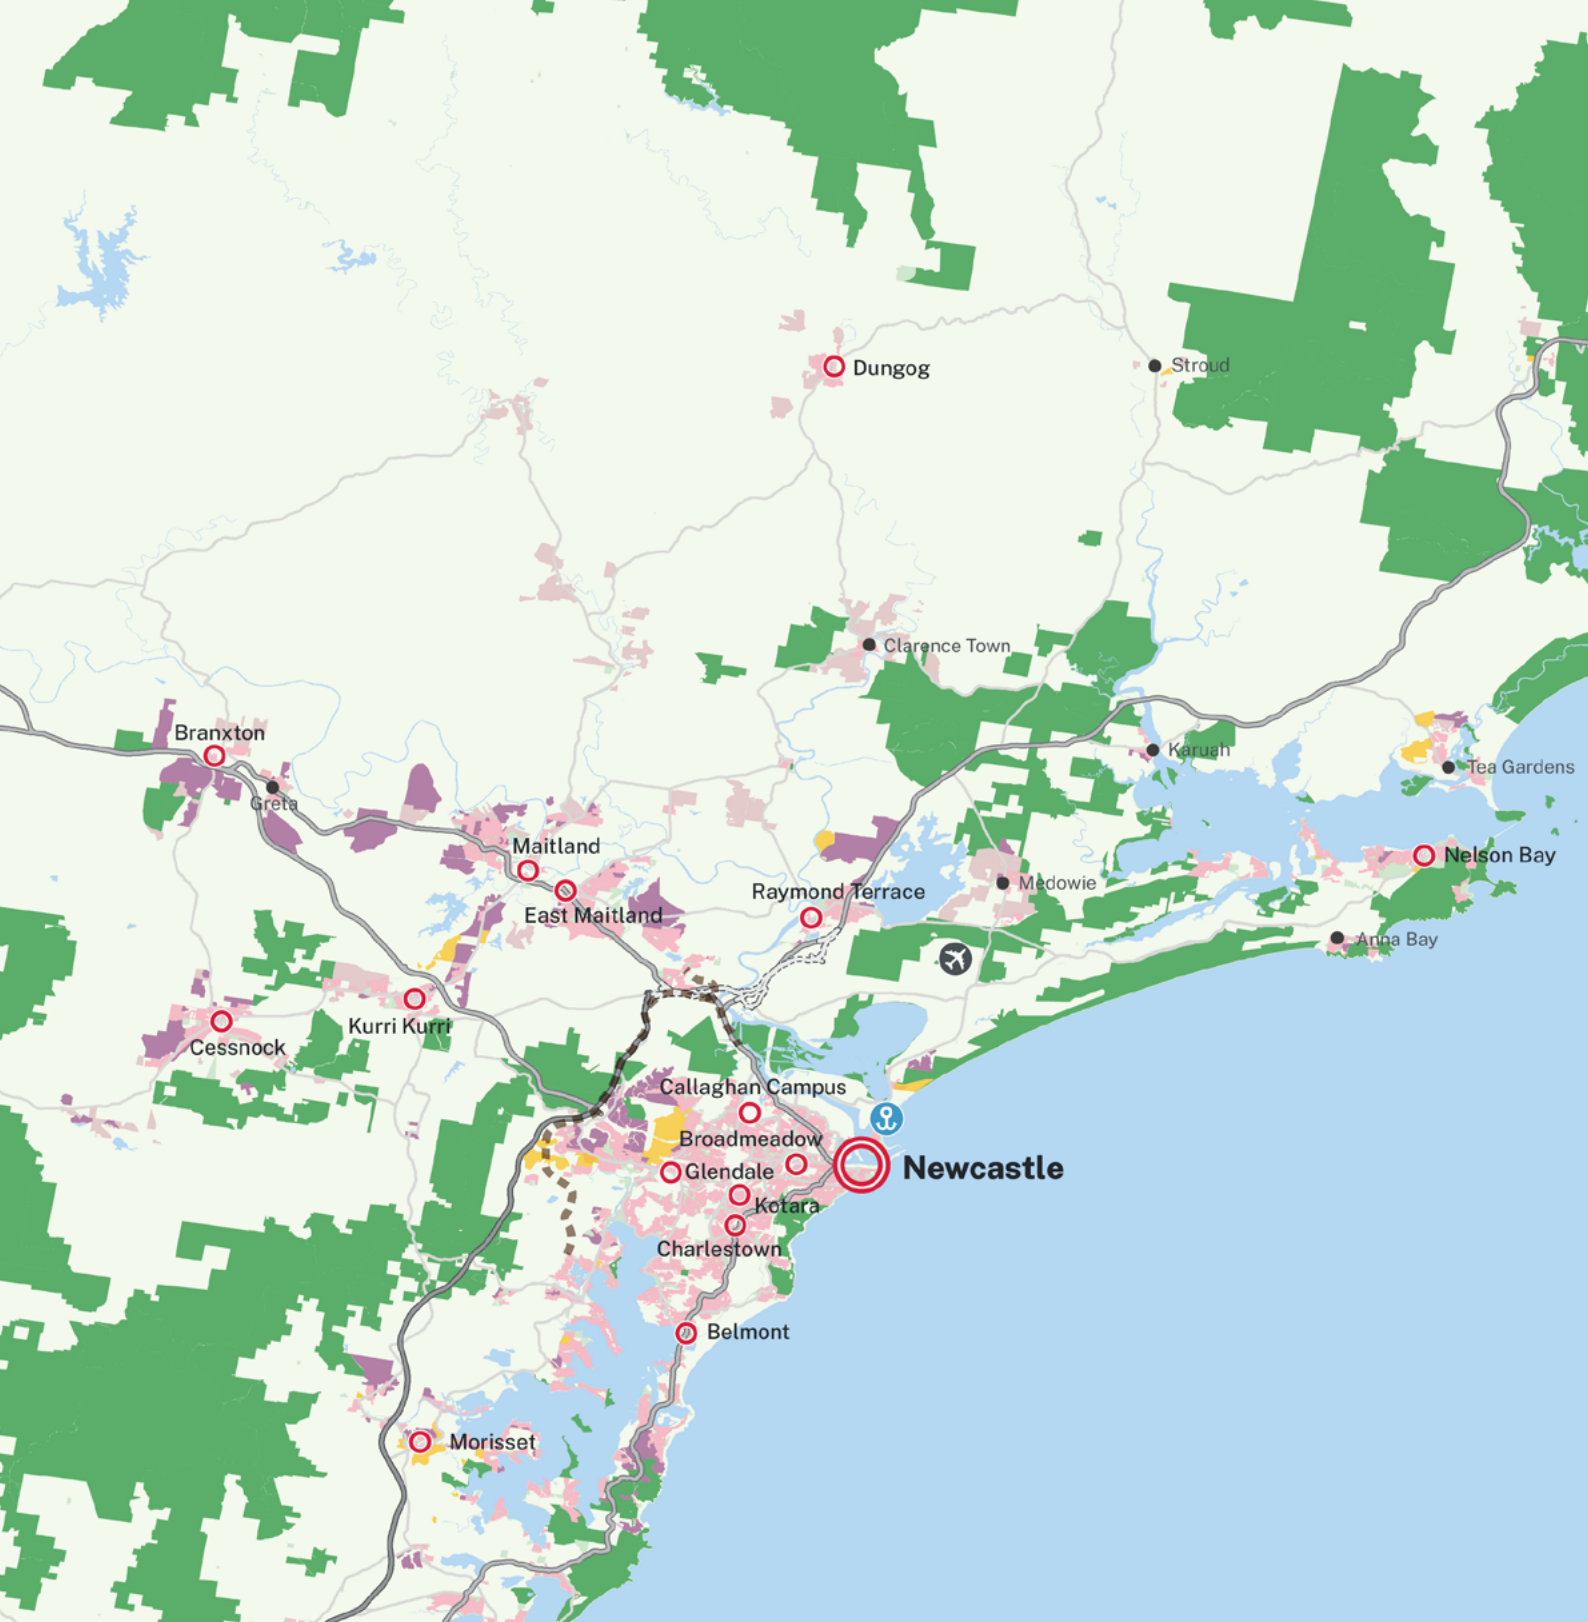 Dungog
Stroud
Clarence Town
Branxton
Karuah
Tea Gardens
Greta
Maitland
Nelson Bay
East Maitland
Raymond Terrace
Medowie
Anna Bay
Kurri Kurri
Cessnock
Callaghan Campus
Broadmeadow
Glendale
Newcastle
Kotara
Charlestown
Belmont
Morisset